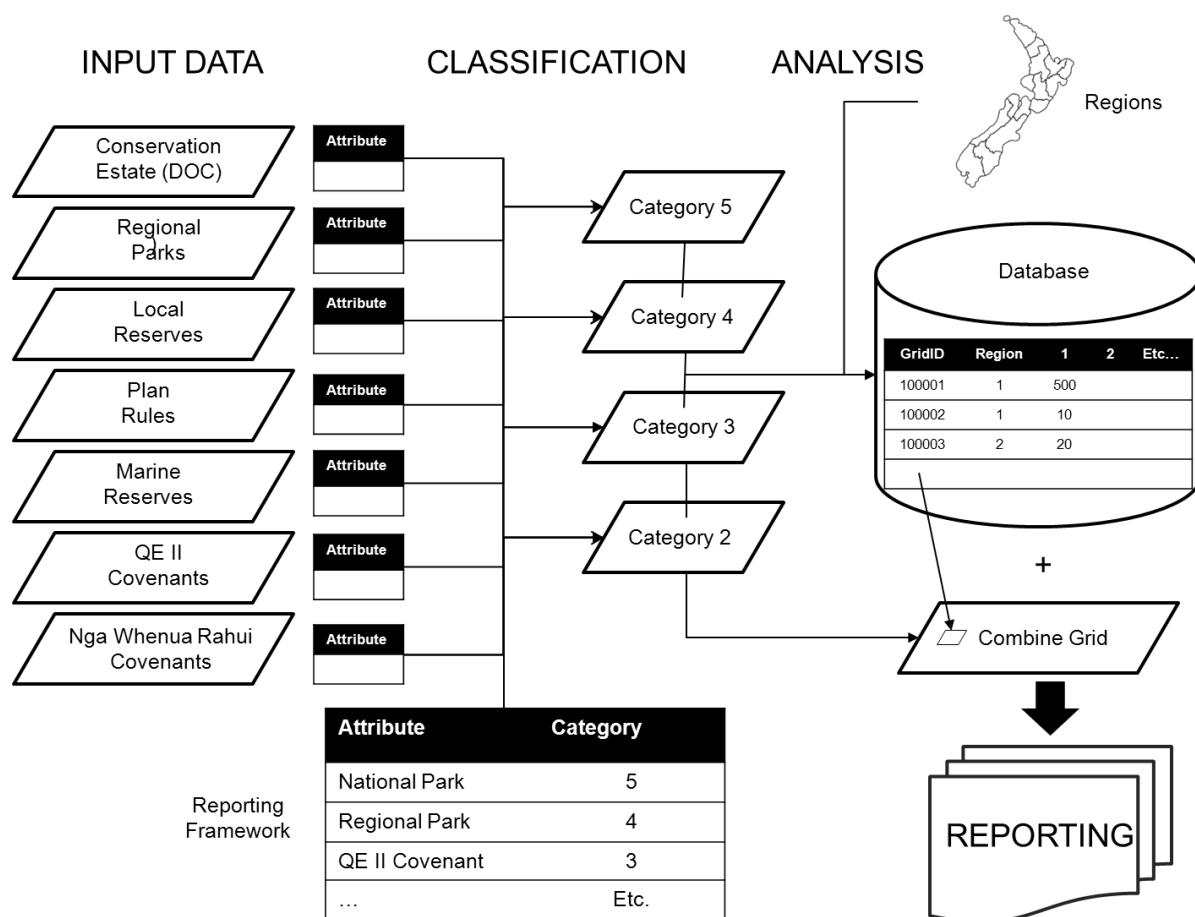 INPUT DATA
CLASSIFICATION
ANALYSIS
Regions
Conservation
Estate (DOC)
Attribute
Regional
Parks
)
Attribute
Local
Reserves
Attribute
Plan
Rules
Attribute
Marine
Reserves
Attribute
QE II
Covenants
Attribute
Nga Whenua Rahui
Covenants
Attribute
Category 5
Category 4
Category 3
Category 2
Database
GridID Region 1 2 Etc...
100001 1 500
100002 1 10
100003 2 20
+
Combine Grid
Reporting
Framework
Attribute Category
National Park 5
Regional Park 4
QE II Covenant 3
... Etc.
REPORTING